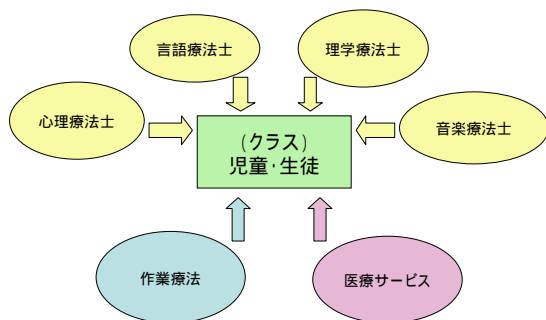 言語療法士
理学療法士
心理療法士
音楽療法士
(クラス)
児童・生徒
作業療法
医療サービス